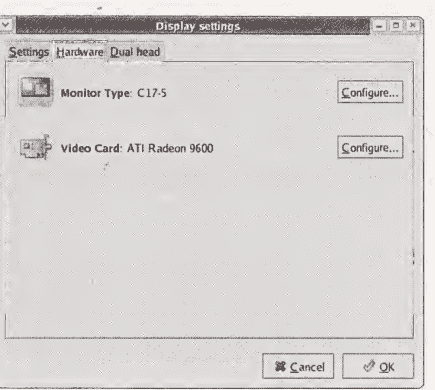 Display settings
Settings Hardware Dual head
Monitor Type: C17-5 Configure...
Video Card: ATI Radeon 9600 Configure...
Cancel OK